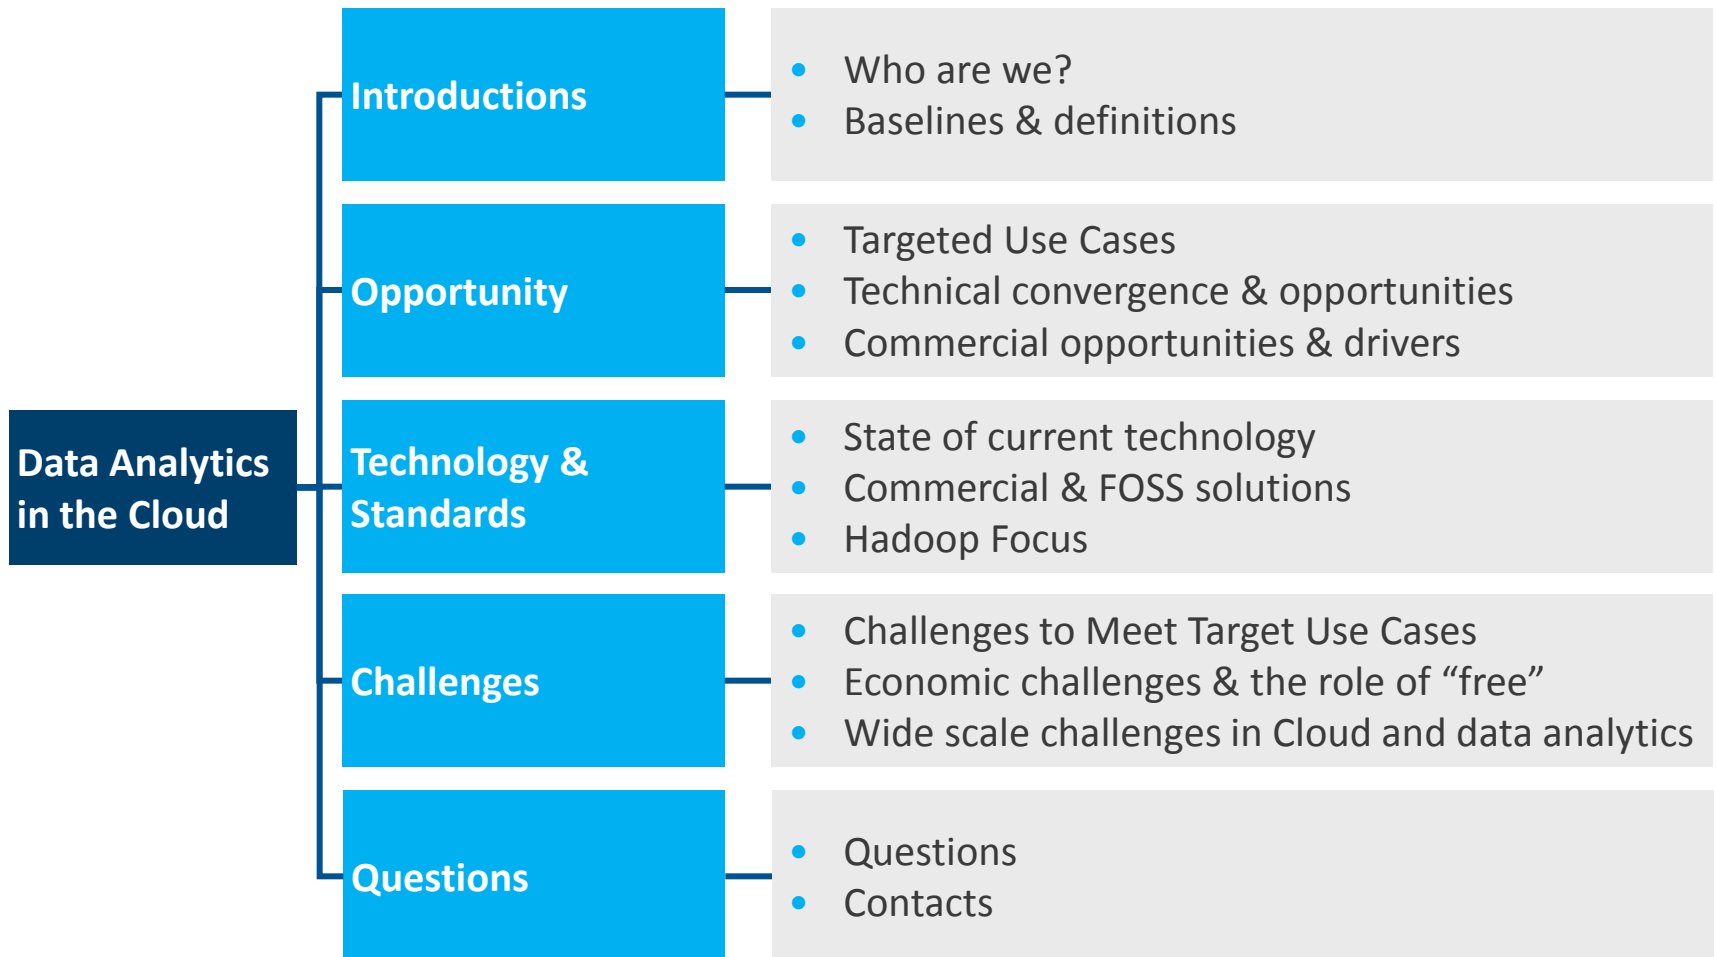 Data Analytics
in the Cloud
Introductions
• Who are we?
• Baselines & definitions
Opportunity
• Targeted Use Cases
• Technical convergence & opportunities
• Commercial opportunities & drivers
Technology &
Standards
• State of current technology
• Commercial & FOSS solutions
• Hadoop Focus
Challenges
• Challenges to Meet Target Use Cases
• Economic challenges & the role of “free”
• Wide scale challenges in Cloud and data analytics
Questions
• Questions
• Contacts